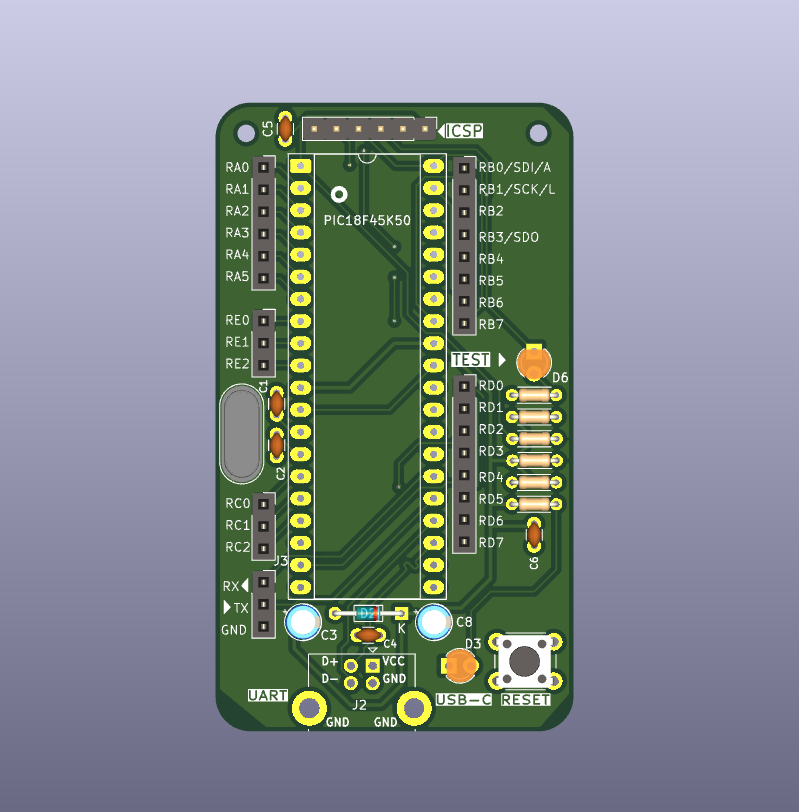 C5
ICSP
RA0
RA1
RA2
RA3
RA4
RA5
PIC18F45K50
RB0/SDI/A
RB1/SCK/L
RB2
RB3/SDO
RB4
RB5
RB6
RB7
RE0
RE1
RE2
TEST
D6
C1
C2
RD0
RD1
RD2
RD3
RD4
RD5
RD6
RD7
C6
RC0
RC1
RC2
J3
RX
TX
GND
D2
K
C3
C4
C8
D3
D+ VCC
D- GND
J2
UART
GND GND
USB-C
RESET